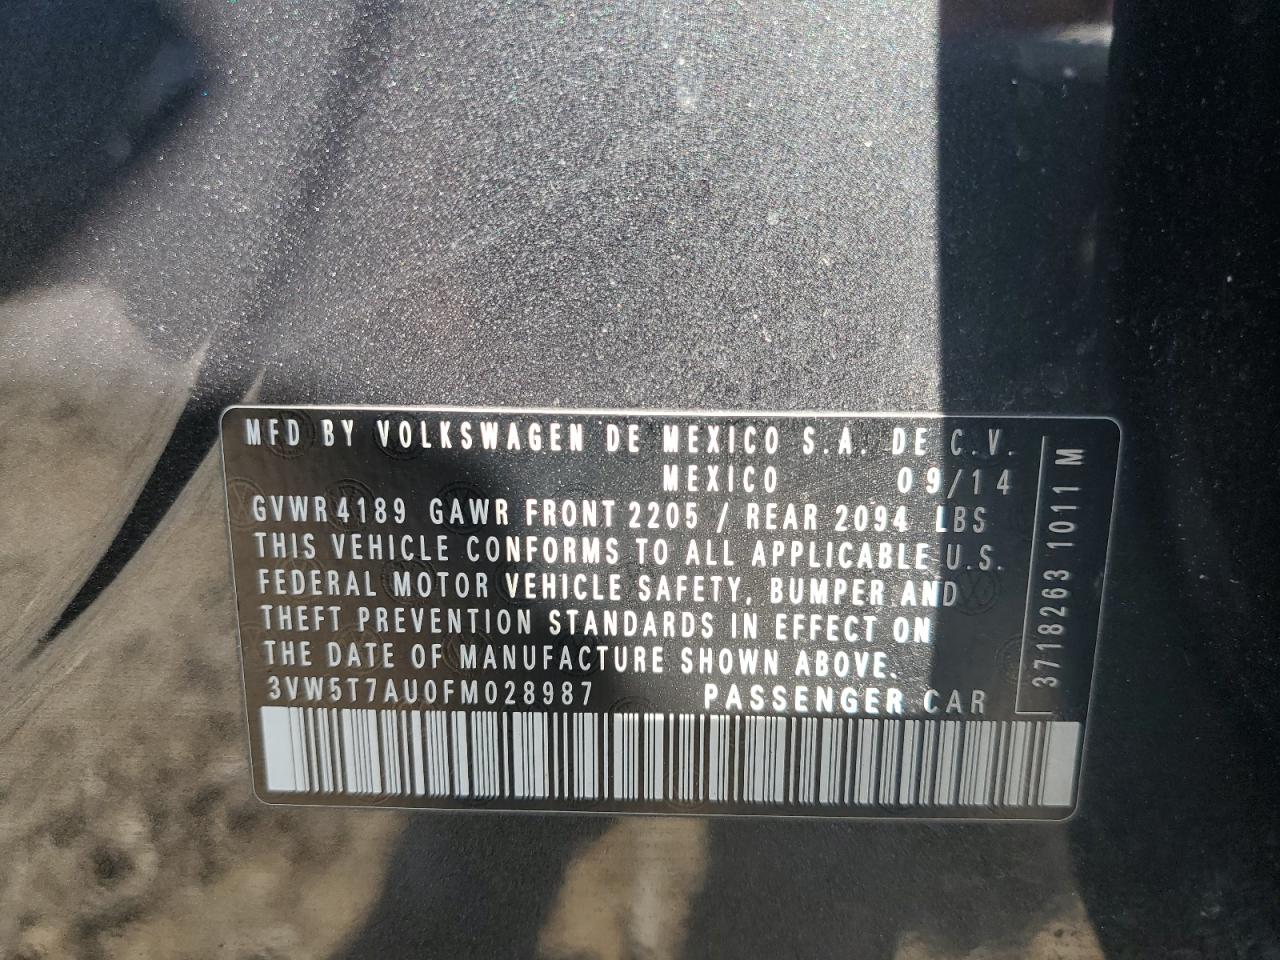 MFD BY VOLKSWAGEN DE MEXICO S.A. DE C.V.
MEXICO 09/14
GVWR 4189 GAWR FRONT 2205 / REAR 2094 LBS
THIS VEHICLE CONFORMS TO ALL APPLICABLE U.S.
FEDERAL MOTOR VEHICLE SAFETY, BUMPER AND
THEFT PREVENTION STANDARDS IN EFFECT ON
THE DATE OF MANUFACTURE SHOWN ABOVE.
3VW5T7AU0FM028987 PASSENGER CAR
3718263 1011 M